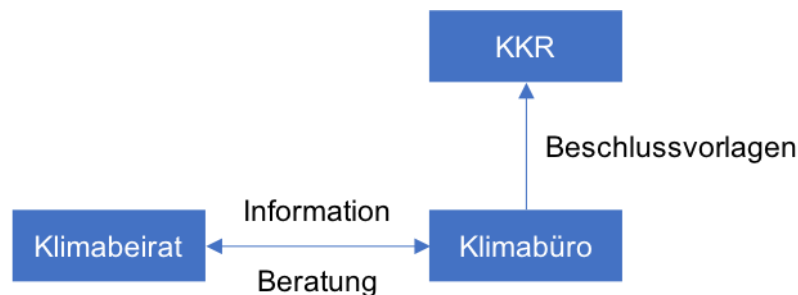 KKR
Beschlussvorlagen
Information
Klimabeirat
Klimabüro
Beratung